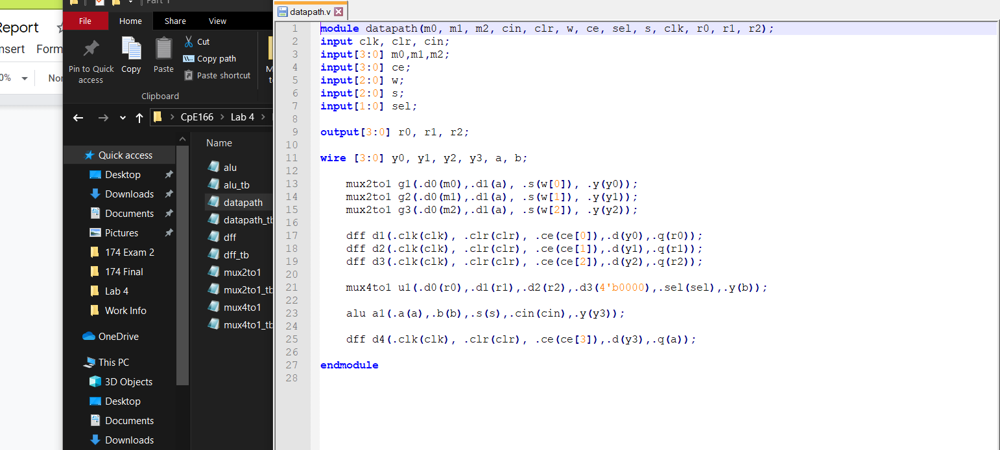 Report
File
Home
Share
View
Pin to Quick
access
Copy
Paste
Cut
Copy path
Paste shortcut
Clipboard
CpE166 > Lab 4 >
Name
Quick access
Desktop
Downloads
Documents
Pictures
174 Exam 2
174 Final
Lab 4
Work Info
OneDrive
This PC
3D Objects
Desktop
Documents
Downloads
alu
alu_tb
datapath
datapath_tb
dff
dff_tb
mux2to1
mux2to1_tb
mux4to1
mux4to1_tb
datapath.v
1 module datapath(m0, m1, m2, cin, clr, w, ce, sel, s, clk, r0, r1, r2);
2 input clk, clr, cin;
3 input[3:0] m0,m1,m2;
4 input[3:0] ce;
5 input[2:0] w;
6 input[2:0] s;
7 input[1:0] sel;
8
9 output[3:0] r0, r1, r2;
10
11 wire [3:0] y0, y1, y2, y3, a, b;
12
13 mux2to1 g1(.d0(m0),.d1(a), .s(w[0]), .y(y0));
14 mux2to1 g2(.d0(m1),.d1(a), .s(w[1]), .y(y1));
15 mux2to1 g3(.d0(m2),.d1(a), .s(w[2]), .y(y2));
16
17 dff d1(.clk(clk), .clr(clr), .ce(ce[0]),.d(y0),.q(r0));
18 dff d2(.clk(clk), .clr(clr), .ce(ce[1]),.d(y1),.q(r1));
19 dff d3(.clk(clk), .clr(clr), .ce(ce[2]),.d(y2),.q(r2));
20
21 mux4to1 u1(.d0(r0),.d1(r1),.d2(r2),.d3(4'b0000),.sel(sel),.y(b));
22
23 alu a1(.a(a),.b(b),.s(s),.cin(cin),.y(y3));
24
25 dff d4(.clk(clk), .clr(clr), .ce(ce[3]),.d(y3),.q(a));
26
27 endmodule
28